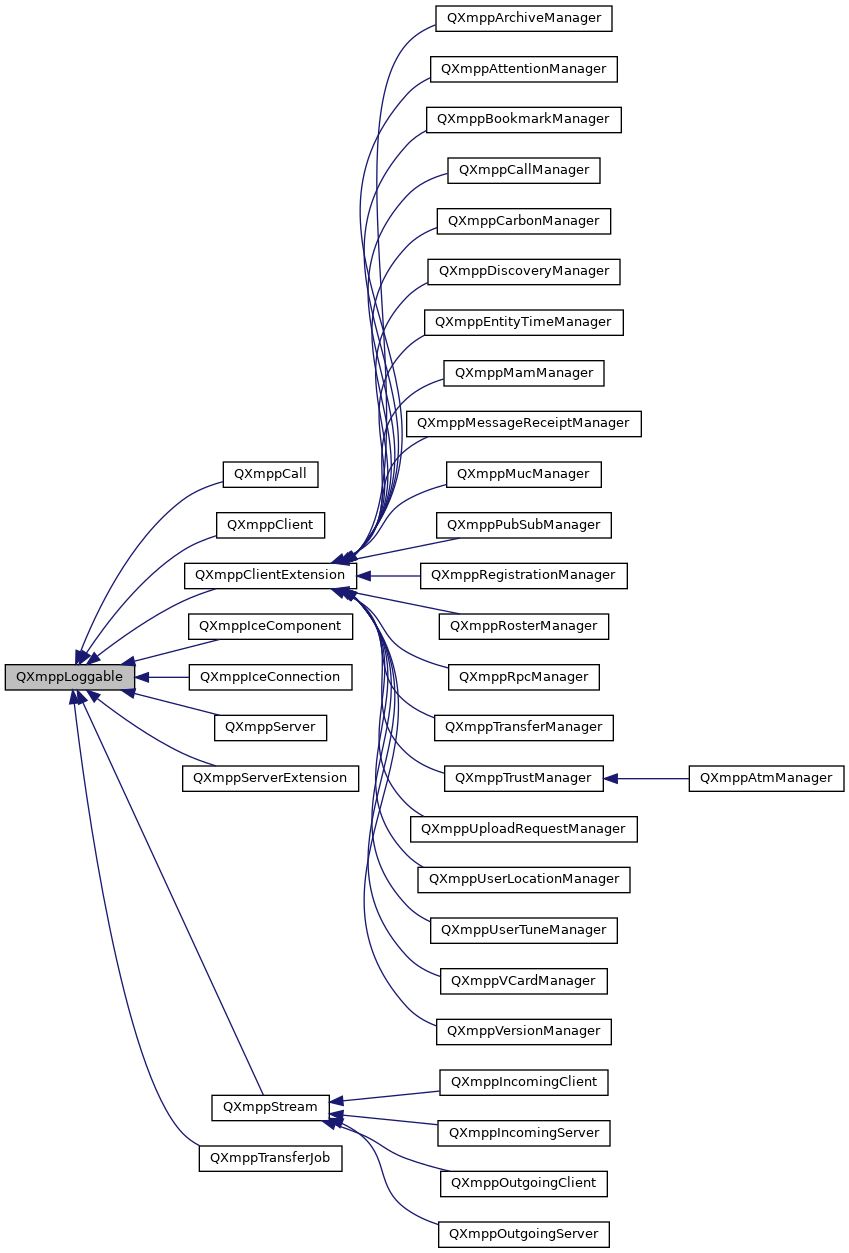 QXmppLoggable
QXmppCall
QXmppClient
QXmppClientExtension
QXmppIceComponent
QXmppIceConnection
QXmppServer
QXmppServerExtension
QXmppStream
QXmppTransferJob
QXmppArchiveManager
QXmppAttentionManager
QXmppBookmarkManager
QXmppCallManager
QXmppCarbonManager
QXmppDiscoveryManager
QXmppEntityTimeManager
QXmppMamManager
QXmppMessageReceiptManager
QXmppMucManager
QXmppPubSubManager
QXmppRegistrationManager
QXmppRosterManager
QXmppRpcManager
QXmppTransferManager
QXmppTrustManager
QXmppUploadRequestManager
QXmppUserLocationManager
QXmppUserTuneManager
QXmppVCardManager
QXmppVersionManager
QXmppIncomingClient
QXmppIncomingServer
QXmppOutgoingClient
QXmppOutgoingServer
QXmppAtmManager